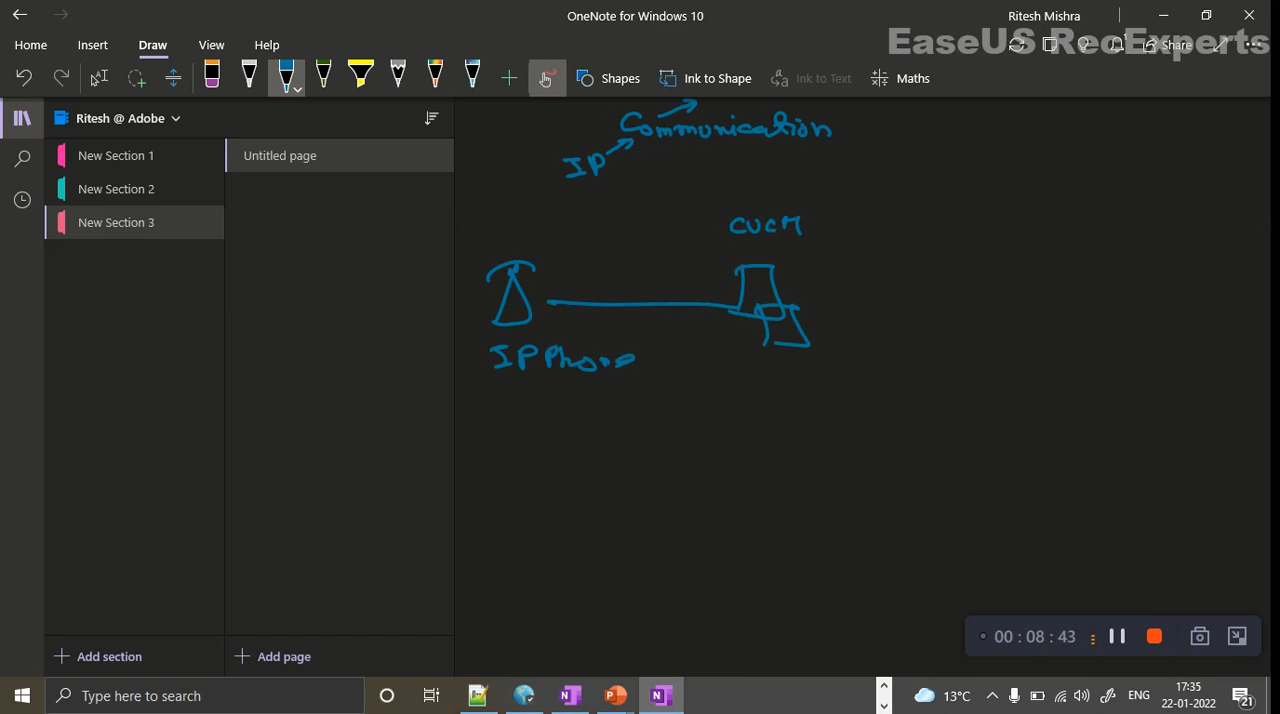 OneNote for Windows 10
Ritesh Mishra
EaseUS RecExperts
Home Insert Draw View Help
Share
Shapes Ink to Shape Ink to Text Maths
Ritesh @ Adobe
New Section 1
New Section 2
New Section 3
Untitled page
Communication
IP
CUCM
IP Phone
00:08:43
Add section
Add page
Type here to search
13°C
ENG
17:35
22-01-2022
21